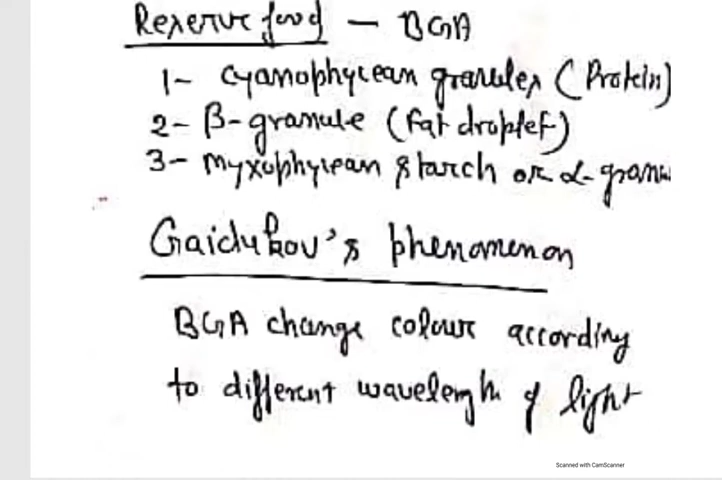 Reserve food - BGA
1- Cyanophycean granules (Protein)
2- β-granule (fat droplet)
3- myxophycean starch or α-granu
Gaidukov's phenomenon
BGA change colour according
to different wavelength of light
Scanned with CamScanner